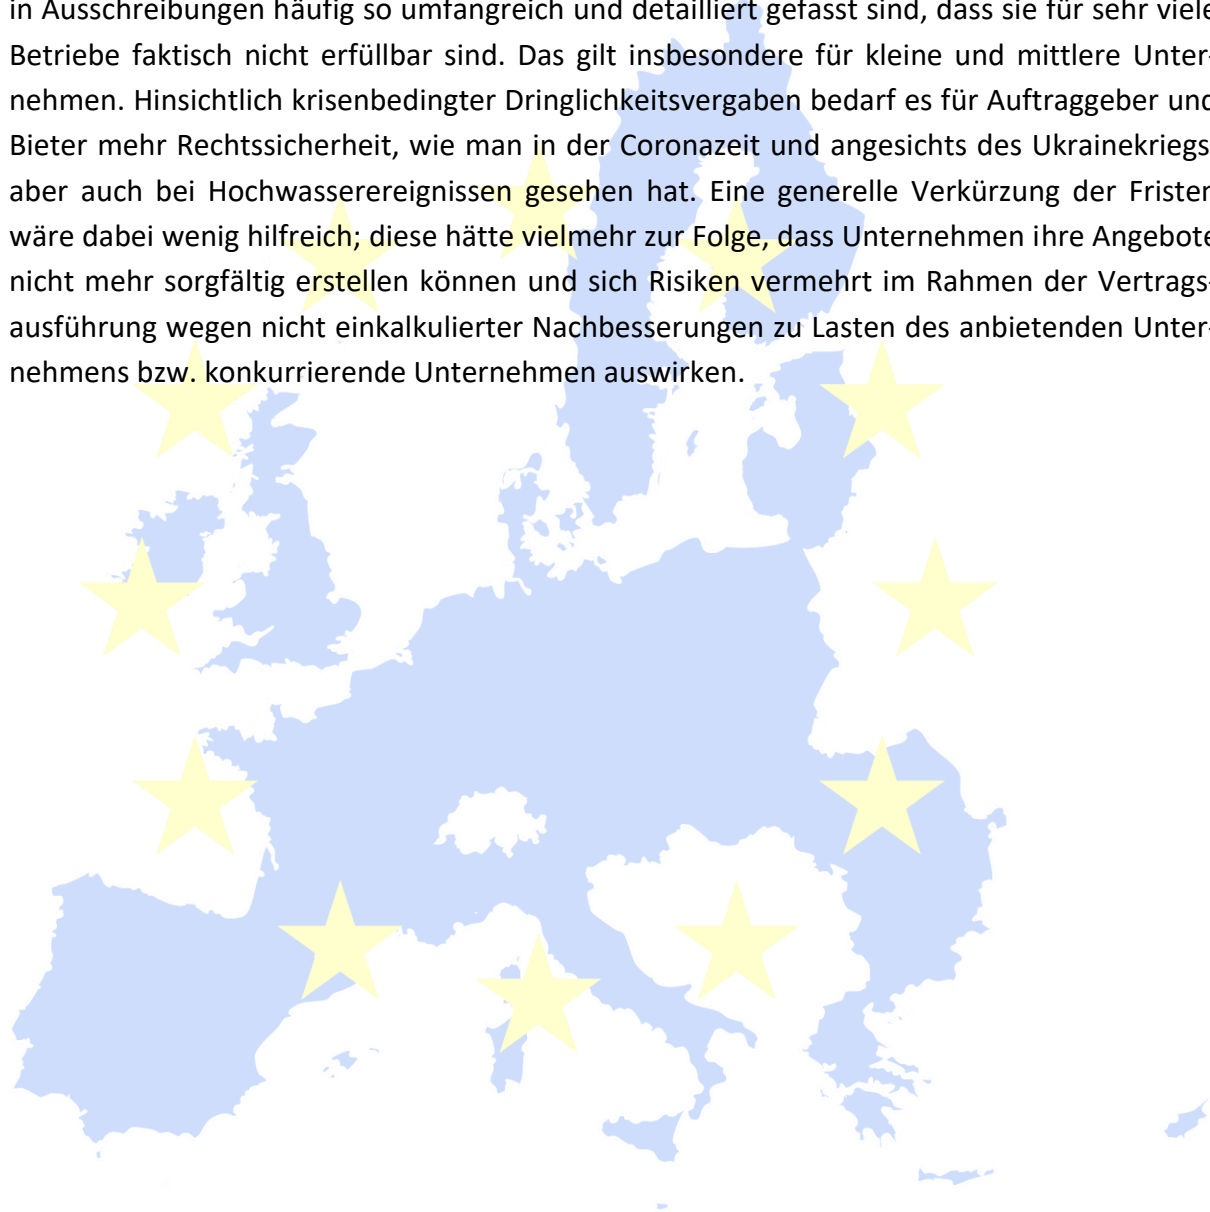 in Ausschreibungen häufig so umfangreich und detailliert gefasst sind, dass sie für sehr viele
Betriebe faktisch nicht erfüllbar sind. Das gilt insbesondere für kleine und mittlere Unter-
nehmen. Hinsichtlich krisenbedingter Dringlichkeitsvergaben bedarf es für Auftraggeber und
Bieter mehr Rechtssicherheit, wie man in der Coronazeit und angesichts des Ukrainekriegs
aber auch bei Hochwasserereignissen gesehen hat. Eine generelle Verkürzung der Fristen
wäre dabei wenig hilfreich; diese hätte vielmehr zur Folge, dass Unternehmen ihre Angebote
nicht mehr sorgfältig erstellen können und sich Risiken vermehrt im Rahmen der Vertrags-
ausführung wegen nicht einkalkulierter Nachbesserungen zu Lasten des anbietenden Unter-
nehmens bzw. konkurrierende Unternehmen auswirken.